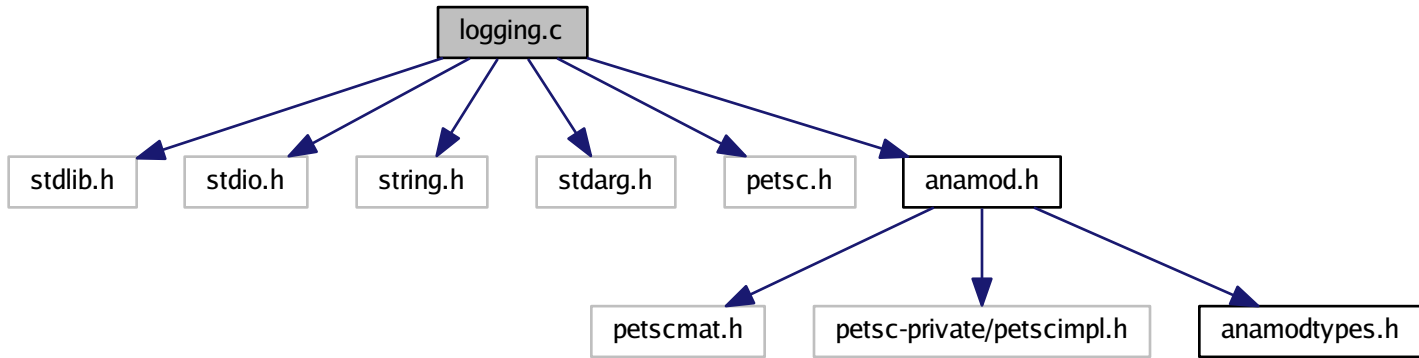 logging.c
stdlib.h
stdio.h
string.h
stdarg.h
petsc.h
anamod.h
petscmat.h
petsc-private/petscimpl.h
anamodtypes.h